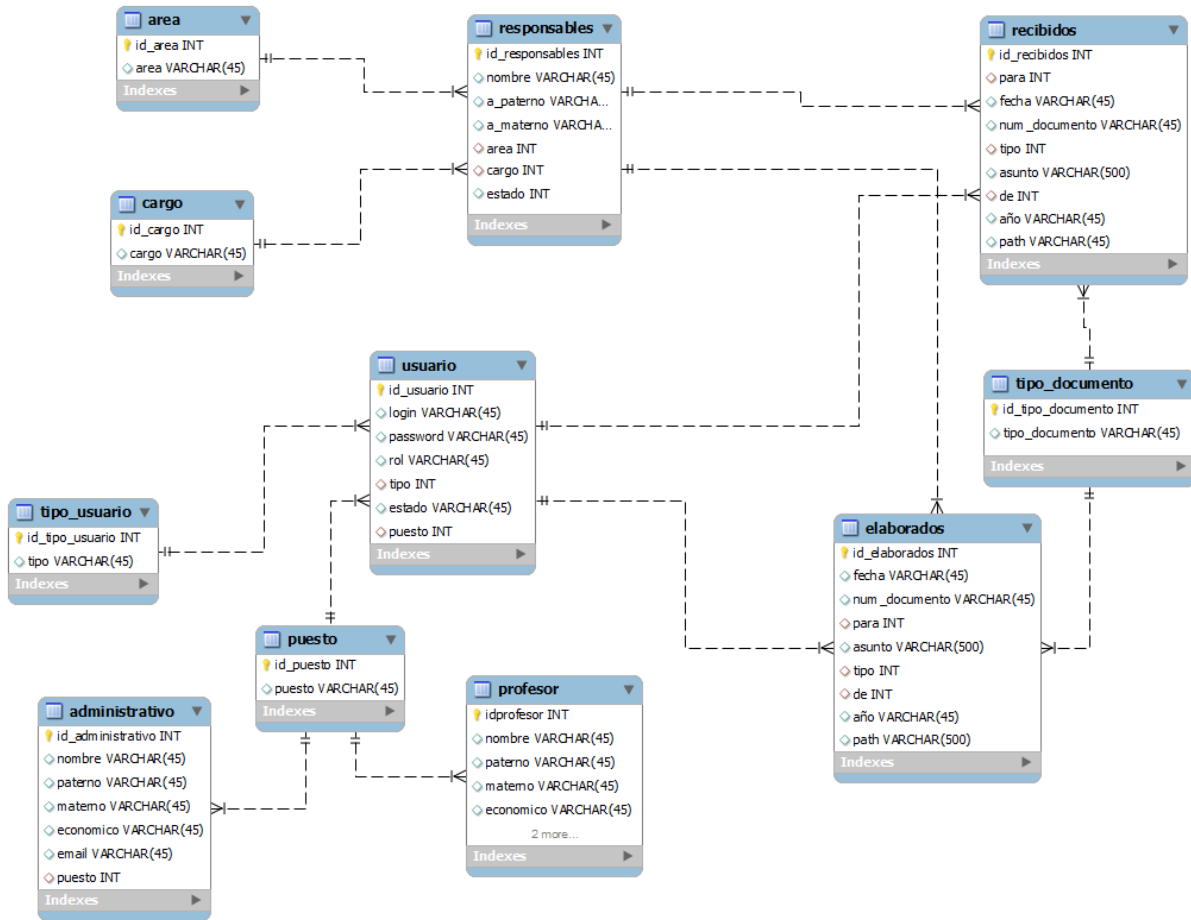 area
id_area INT
area VARCHAR(45)
Indexes
responsables
id_responsables INT
nombre VARCHAR(45)
a_paterno VARCHA...
a_materno VARCHA...
area INT
cargo INT
estado INT
Indexes
recibidos
id_recibidos INT
para INT
fecha VARCHAR(45)
num_documento VARCHAR(45)
tipo INT
asunto VARCHAR(500)
de INT
año VARCHAR(45)
path VARCHAR(45)
Indexes
cargo
id_cargo INT
cargo VARCHAR(45)
Indexes
usuario
id_usuario INT
login VARCHAR(45)
password VARCHAR(45)
rol VARCHAR(45)
tipo INT
estado VARCHAR(45)
puesto INT
Indexes
tipo_documento
id_tipo_documento INT
tipo_documento VARCHAR(45)
Indexes
tipo_usuario
id_tipo_usuario INT
tipo VARCHAR(45)
Indexes
elaborados
id_elaborados INT
fecha VARCHAR(45)
num_documento VARCHAR(45)
para INT
asunto VARCHAR(500)
tipo INT
de INT
año VARCHAR(45)
path VARCHAR(500)
Indexes
puesto
id_puesto INT
puesto VARCHAR(45)
Indexes
administrativo
id_administrativo INT
nombre VARCHAR(45)
paterno VARCHAR(45)
materno VARCHAR(45)
economico VARCHAR(45)
email VARCHAR(45)
puesto INT
Indexes
profesor
idprofesor INT
nombre VARCHAR(45)
paterno VARCHAR(45)
materno VARCHAR(45)
economico VARCHAR(45)
2 more...
Indexes